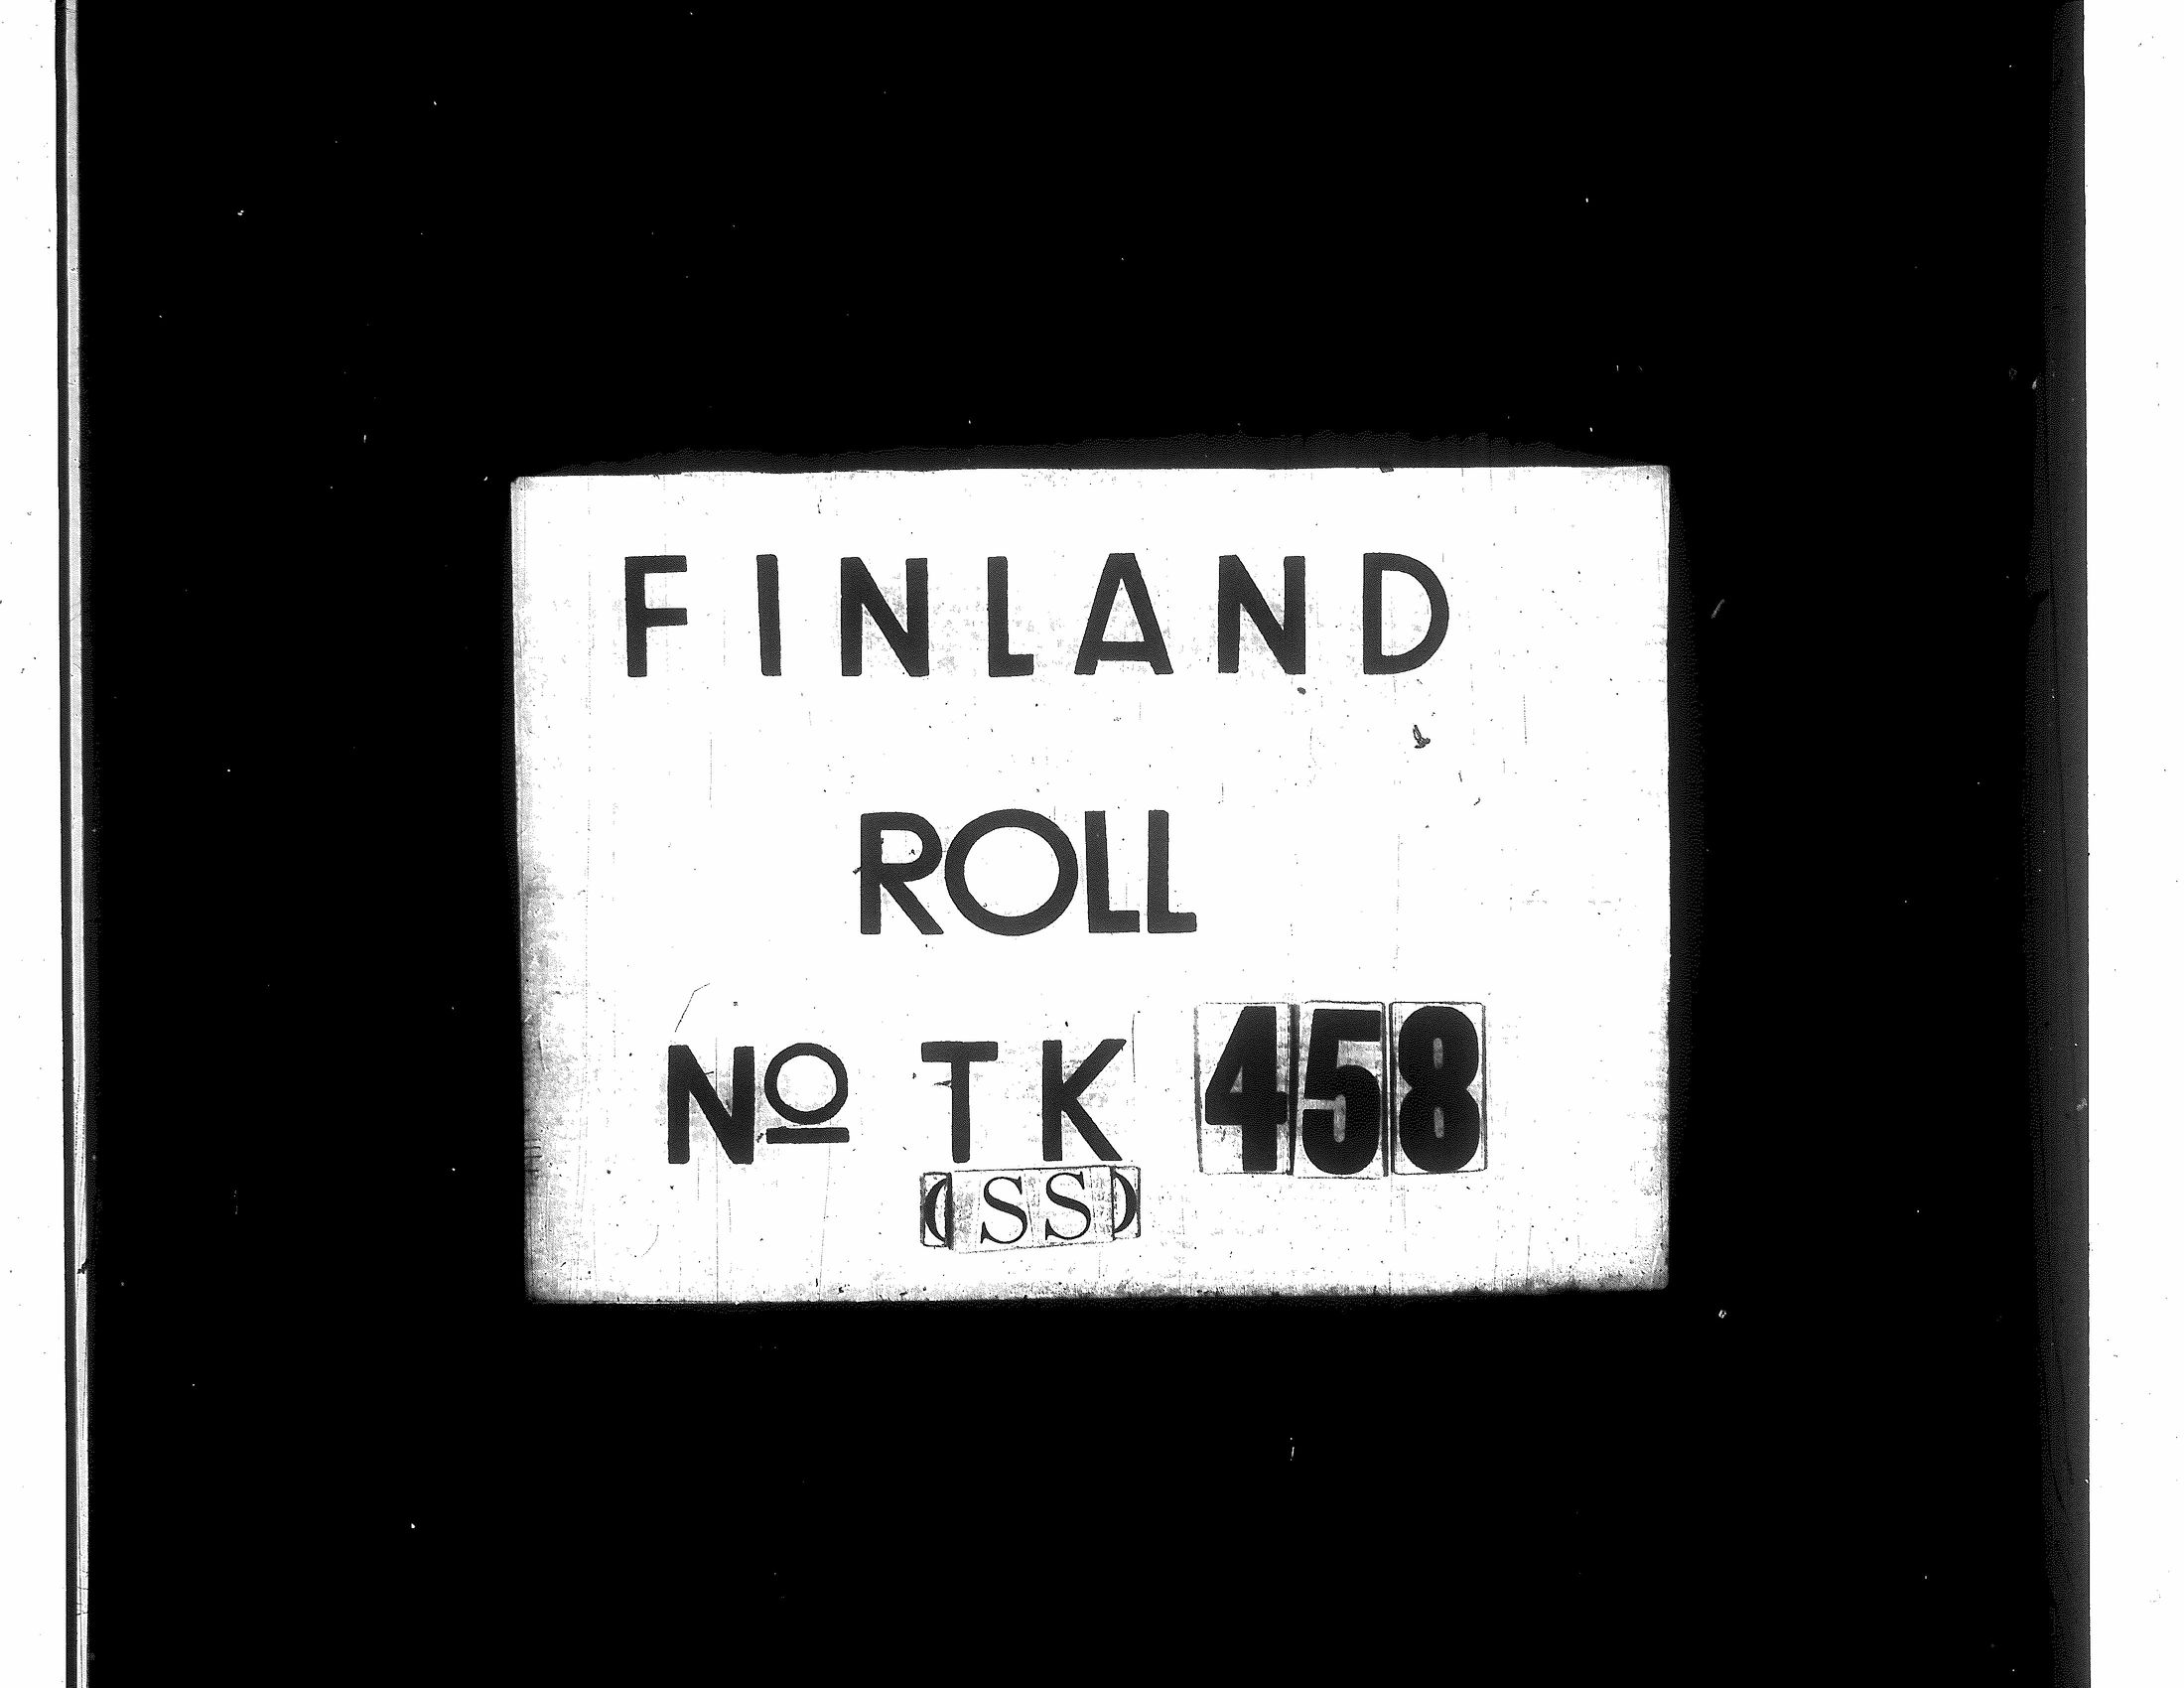 FINLAND
ROLL
Nº TK 458
(SS)